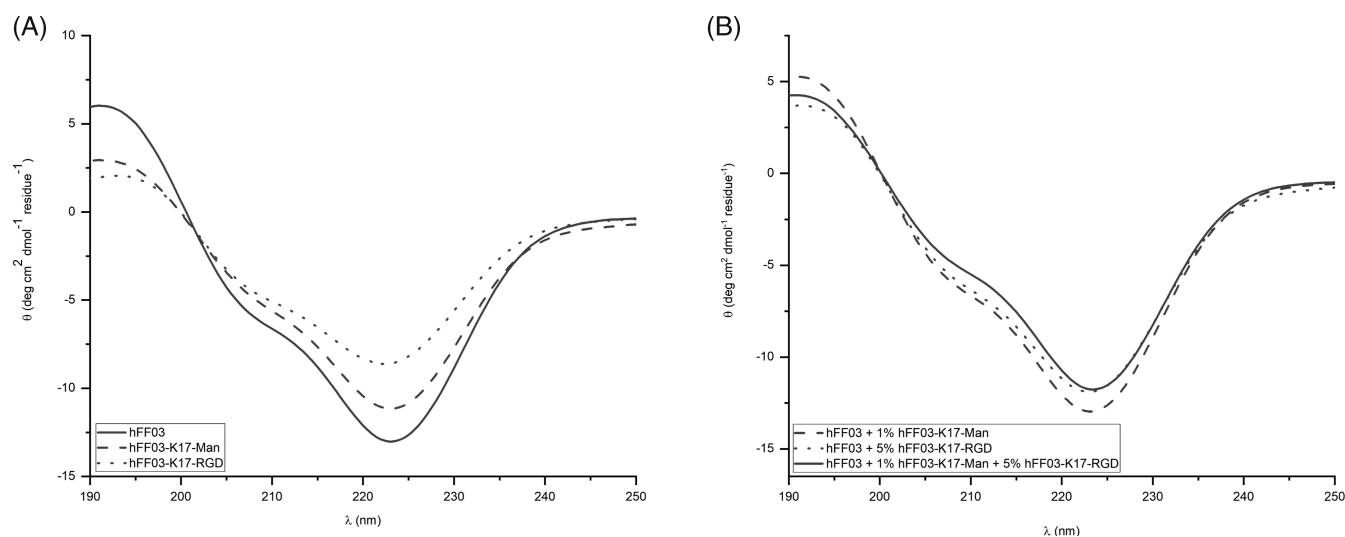 (A)
10
5
0
-5
-10
-15
θ (deg cm² dmol⁻¹ residue⁻¹)
hFF03
hFF03-K17-Man
hFF03-K17-RGD
190 200 210 220 230 240 250
λ (nm)
(B)
5
0
-5
-10
-15
θ (deg cm² dmol⁻¹ residue⁻¹)
hFF03 + 1% hFF03-K17-Man
hFF03 + 5% hFF03-K17-RGD
hFF03 + 1% hFF03-K17-Man + 5% hFF03-K17-RGD
190 200 210 220 230 240 250
λ (nm)